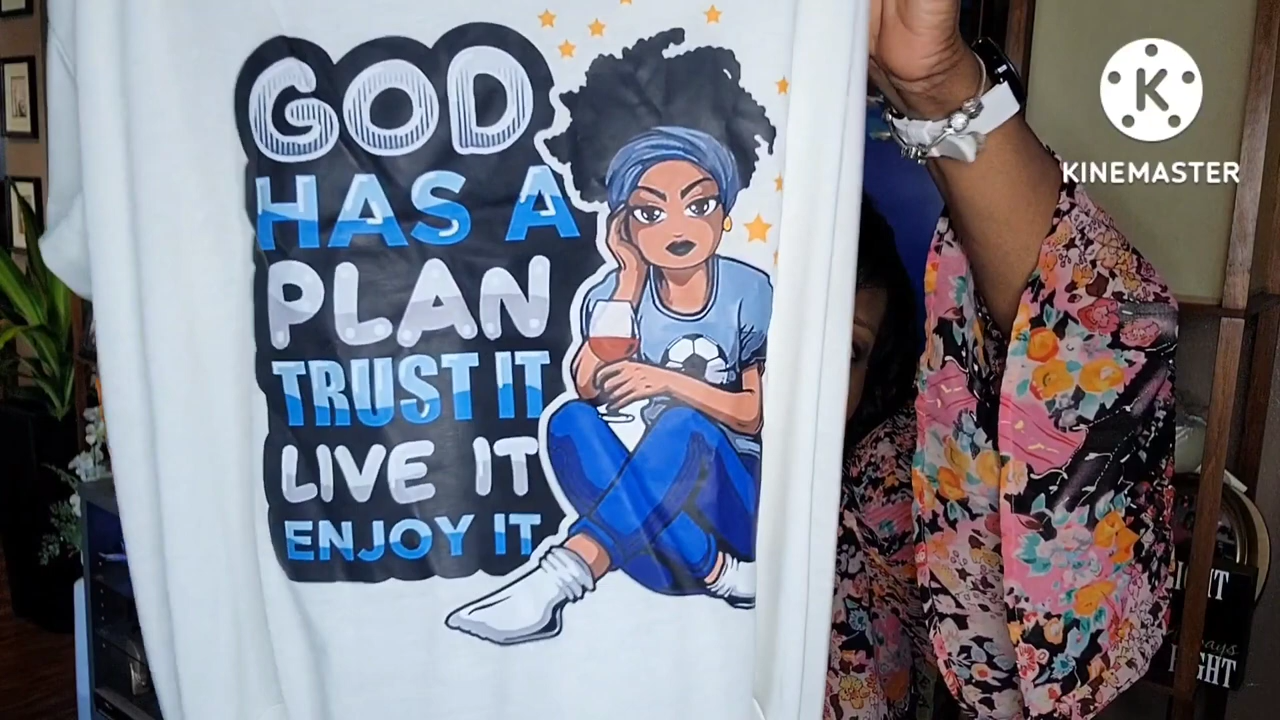 GOD
HAS A
PLAN
TRUST IT
LIVE IT
ENJOY IT
K
KINEMASTER